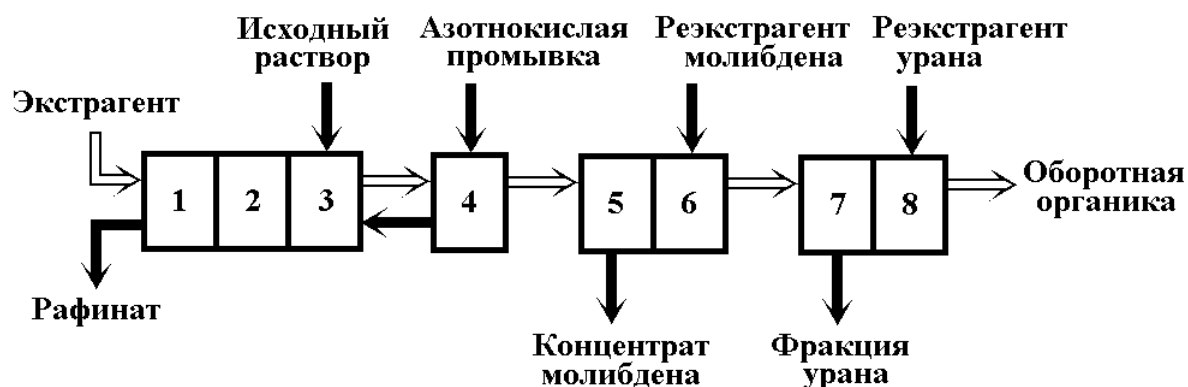 Исходный
раствор
Азотнокислая
промывка
Реэкстрагент
молибдена
Реэкстрагент
урана
Экстрагент
1 2 3
4
5 6
7 8
Оборотная
органика
Рафинат
Концентрат
молибдена
Фракция
урана